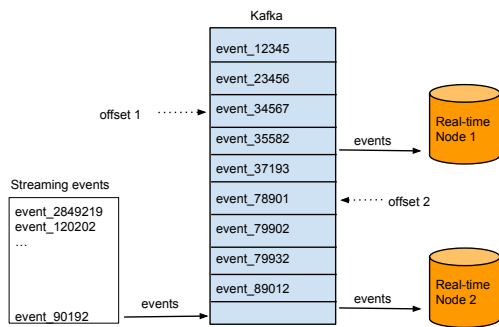 Kafka
event_12345
event_23456
offset 1
event_34567
event_35582
events
Real-time
Node 1
event_37193
Streaming events
event_2849219
event_120202
…
event_90192
event_78901
offset 2
event_79902
event_79932
event_89012
events
events
Real-time
Node 2